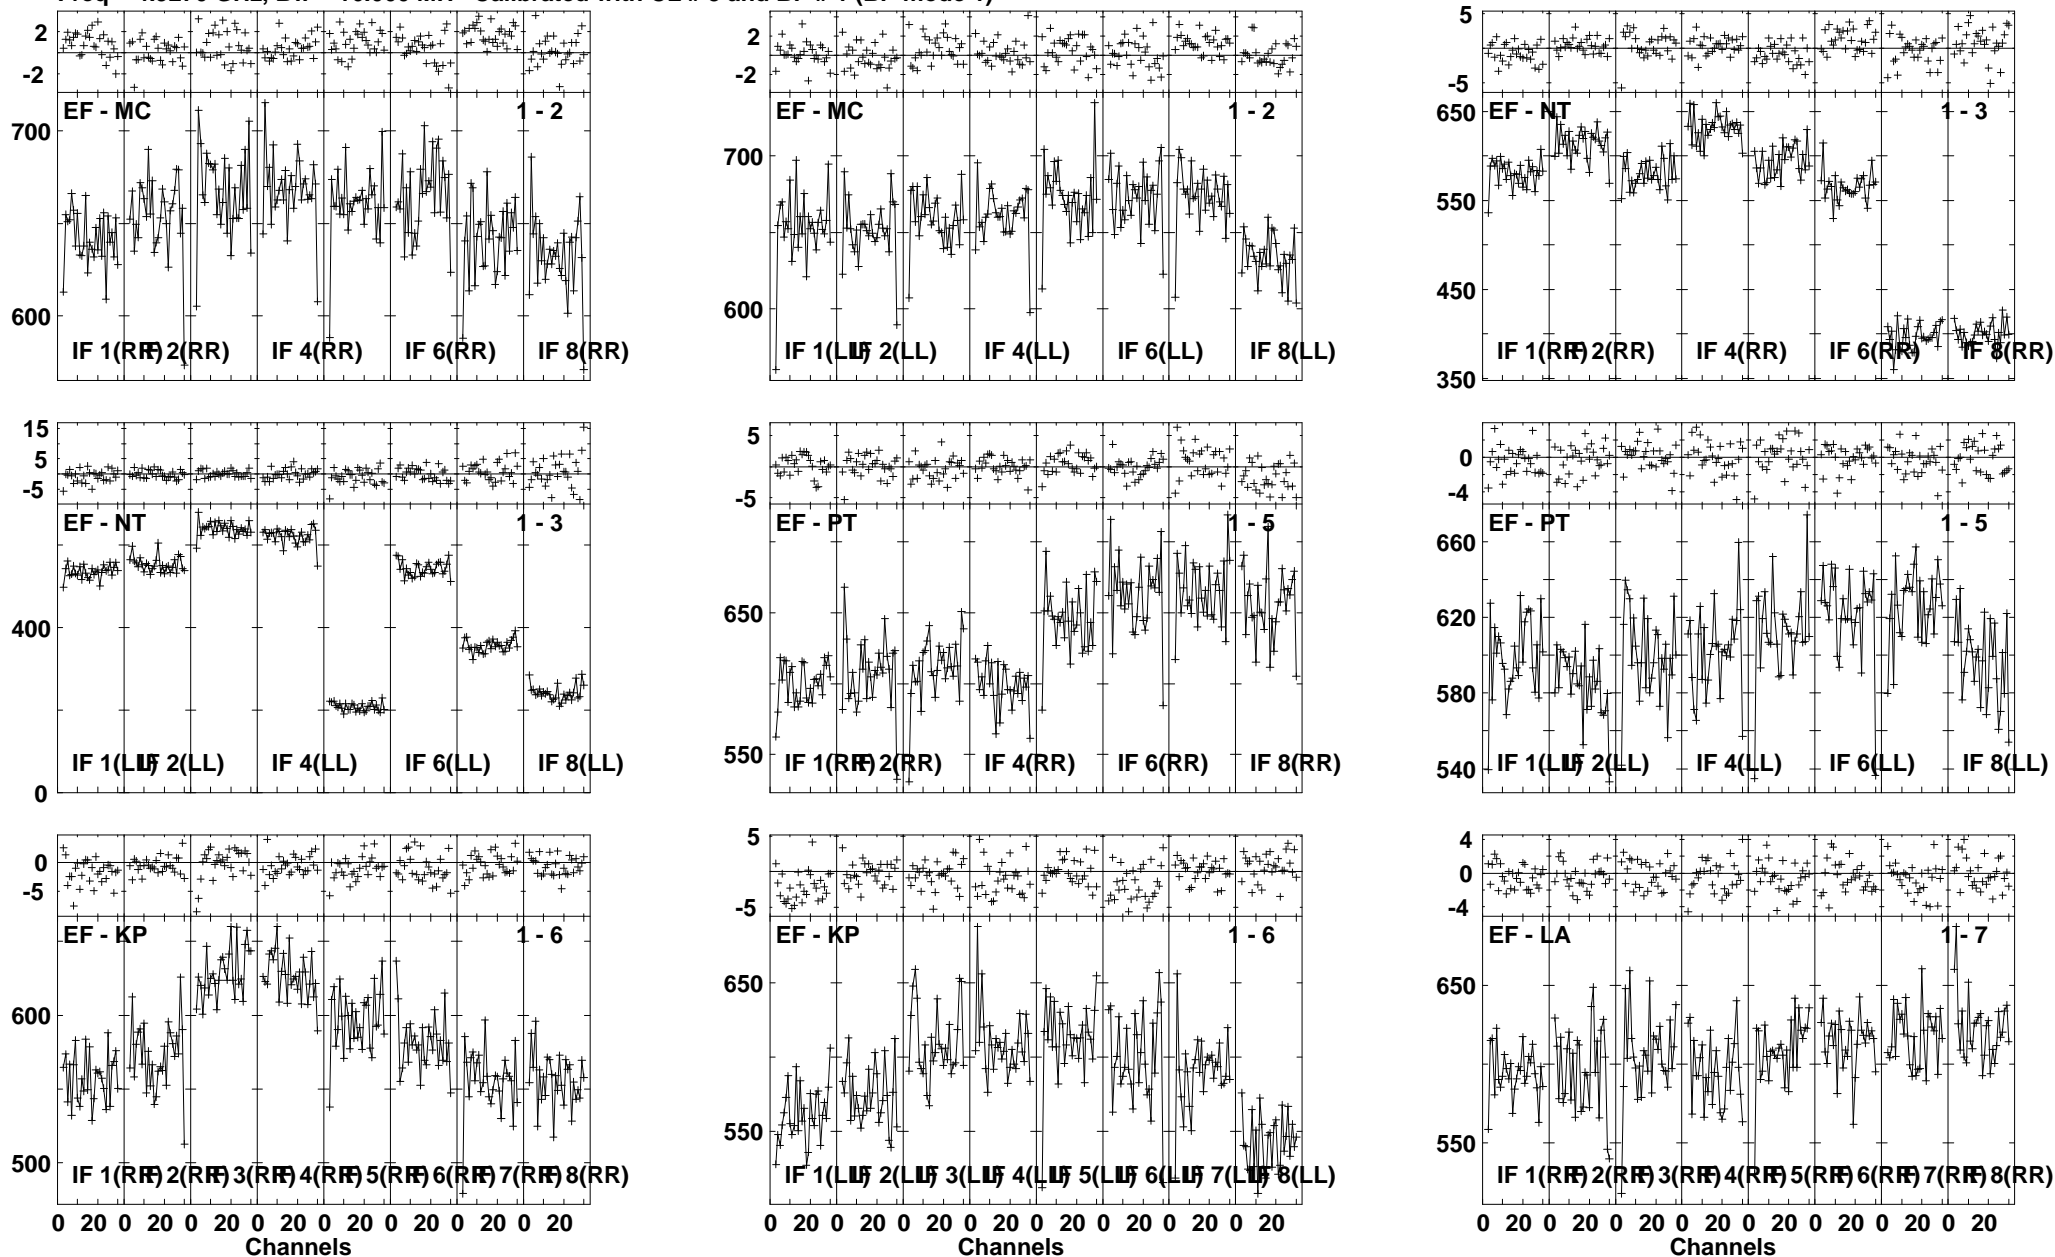 2 2 5
-2 -2 -5
EF - MC 1 - 2 EF - MC 1 - 2 EF - NT 1 - 3
700 700 650
550
600 600 450
350
IF 1(RR) IF 2(RR) IF 4(RR) IF 6(RR) IF 8(RR)
IF 1(LL) IF 2(LL) IF 4(LL) IF 6(LL) IF 8(LL)
IF 1(RR) IF 2(RR) IF 4(RR) IF 6(RR) IF 8(RR)
15 5 0
5 -5 -4
-5
EF - NT 1 - 3 EF - PT 1 - 5 EF - PT 1 - 5
400 650 660
620
580
0 550 540
IF 1(LL) IF 2(LL) IF 4(LL) IF 6(LL) IF 8(LL)
IF 1(RR) IF 2(RR) IF 4(RR) IF 6(RR) IF 8(RR)
IF 1(LL) IF 2(LL) IF 4(LL) IF 6(LL) IF 8(LL)
0 5 4
-5 -5 0
-4
EF - KP 1 - 6 EF - KP 1 - 6 EF - LA 1 - 7
600 650 650
500 550 550
IF 1(RR) IF 2(RR) IF 3(RR) IF 4(RR) IF 5(RR) IF 6(RR) IF 7(RR) IF 8(RR)
IF 1(LL) IF 2(LL) IF 3(LL) IF 4(LL) IF 5(LL) IF 6(LL) IF 7(LL) IF 8(LL)
IF 1(RR) IF 2(RR) IF 3(RR) IF 4(RR) IF 5(RR) IF 6(RR) IF 7(RR) IF 8(RR)
0 20 0 20 0 20 0 20 0 20 0 20 0 20 0 20
0 20 0 20 0 20 0 20 0 20 0 20 0 20 0 20
0 20 0 20 0 20 0 20 0 20 0 20 0 20 0 20
Channels Channels Channels